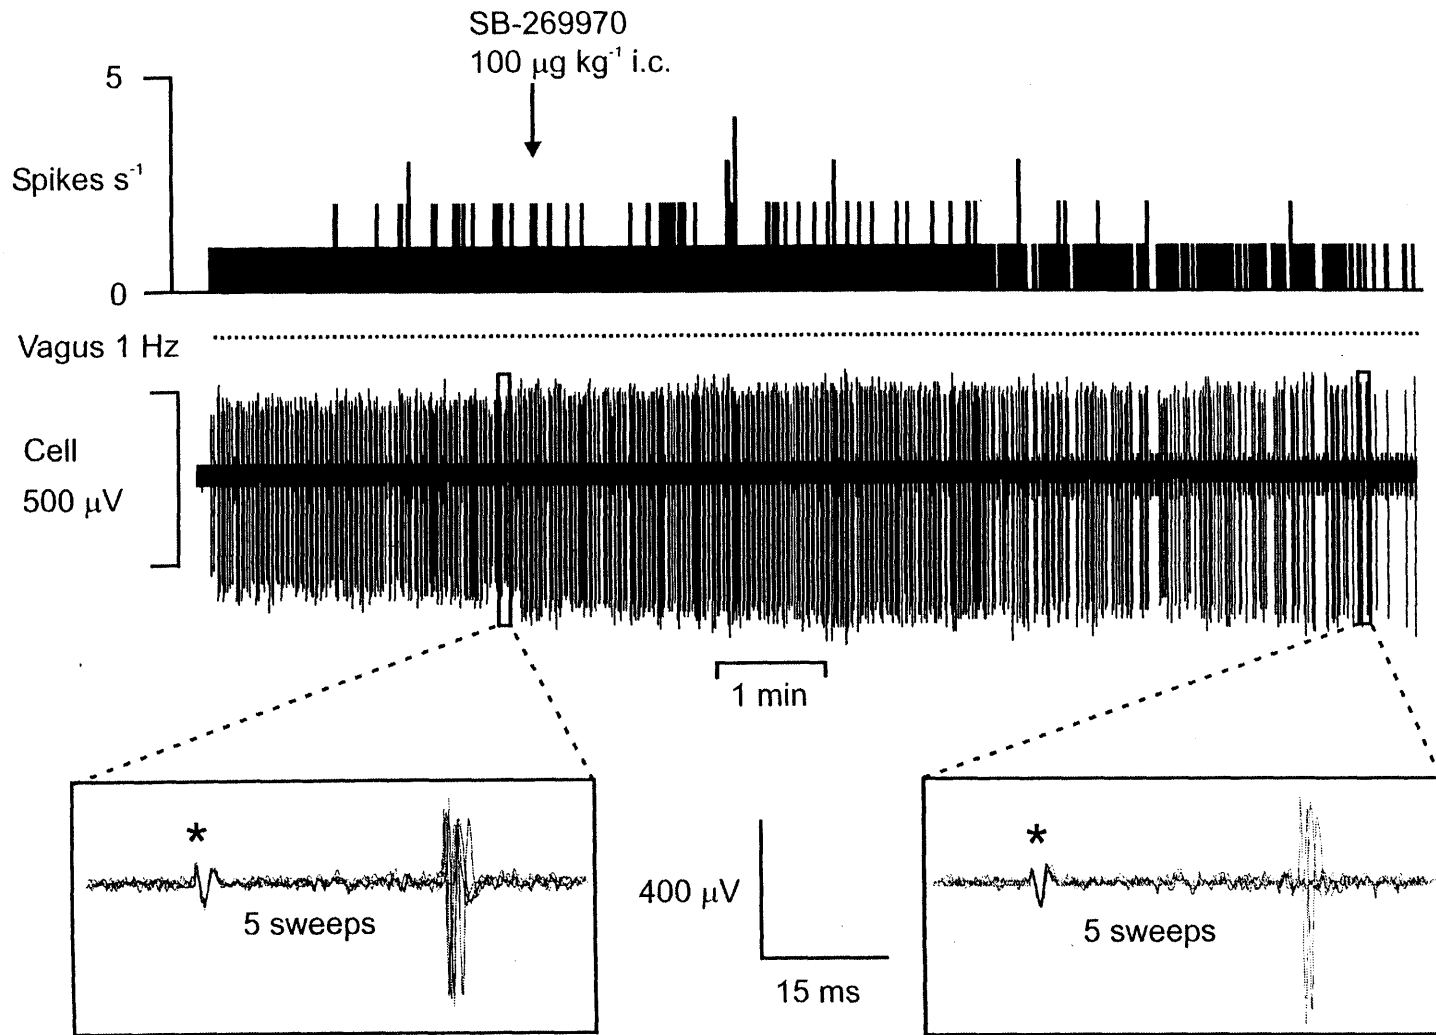 SB-269970
100 μg kg⁻¹ i.c.
5
Spikes s⁻¹
0
Vagus 1 Hz
Cell
500 μV
1 min
*
5 sweeps
400 μV
15 ms
*
5 sweeps